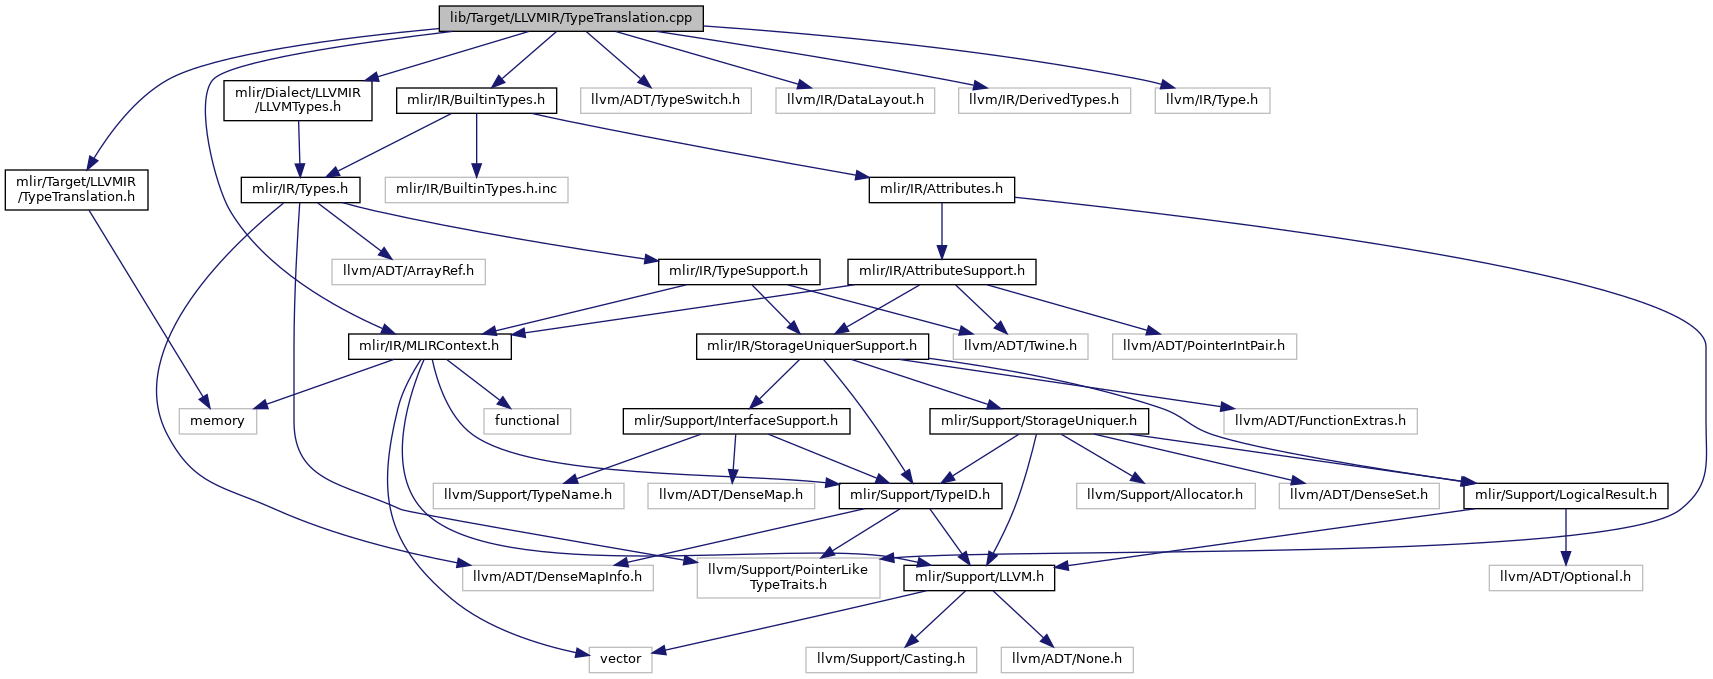 lib/Target/LLVMIR/TypeTranslation.cpp
mlir/Dialect/LLVMIR
/LLVMTypes.h
mlir/IR/BuiltinTypes.h
llvm/ADT/TypeSwitch.h
llvm/IR/DataLayout.h
llvm/IR/DerivedTypes.h
llvm/IR/Type.h
mlir/Target/LLVMIR
/TypeTranslation.h
mlir/IR/Types.h
mlir/IR/BuiltinTypes.h.inc
mlir/IR/Attributes.h
llvm/ADT/ArrayRef.h
mlir/IR/TypeSupport.h
mlir/IR/AttributeSupport.h
mlir/IR/MLIRContext.h
mlir/IR/StorageUniquerSupport.h
llvm/ADT/Twine.h
llvm/ADT/PointerIntPair.h
memory
functional
mlir/Support/InterfaceSupport.h
mlir/Support/StorageUniquer.h
llvm/ADT/FunctionExtras.h
llvm/Support/TypeName.h
llvm/ADT/DenseMap.h
mlir/Support/TypeID.h
llvm/Support/Allocator.h
llvm/ADT/DenseSet.h
mlir/Support/LogicalResult.h
llvm/ADT/DenseMapInfo.h
llvm/Support/PointerLike
TypeTraits.h
mlir/Support/LLVM.h
llvm/ADT/Optional.h
vector
llvm/Support/Casting.h
llvm/ADT/None.h